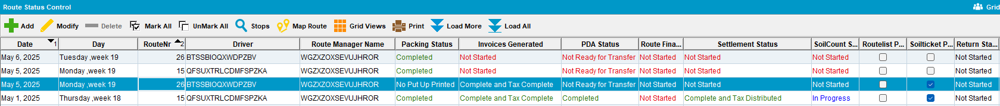 Route Status Control Grid
Add Modify Delete Mark All UnMark All Stops Map Route Grid Views Print Load More Load All
Date 1 Day RouteNr 2 Driver Route Manager Name Packing Status Invoices Generated PDA Status Route Fina... Settlement Status SoilCount S... Routelist P... Soilticket P... Return Sta...
May 6, 2025 Tuesday ,week 19 26 BTSSBIOQXWDPZBV WGZXZOXSEVUJHROR Completed Not Started Not Ready for Transfer Not Started Not Started Not Started Not Started
May 5, 2025 Monday ,week 19 15 QFSUXTRLCDMFSPZKA WGZXZOXSEVUJHROR Completed Not Started Not Ready for Transfer Not Started Not Started Not Started Not Started
May 5, 2025 Monday ,week 19 26 BTSSBIOQXWDPZBV WGZXZOXSEVUJHROR No Put Up Printed Complete and Tax Complete Not Ready for Transfer Not Started Not Started Not Started Not Started
May 1, 2025 Thursday ,week 18 15 QFSUXTRLCDMFSPZKA WGZXZOXSEVUJHROR Completed Complete and Tax Complete Completed Not Started Complete and Tax Distributed In Progress Not Started